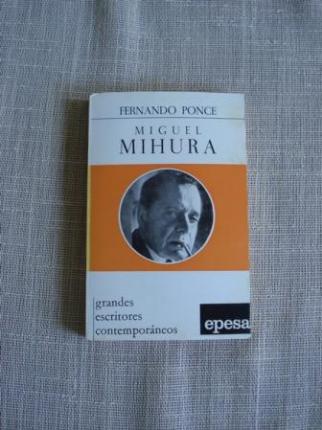 FERNANDO PONCE
MIGUEL
MIHURA
grandes
escritores
contemporáneos
epesa